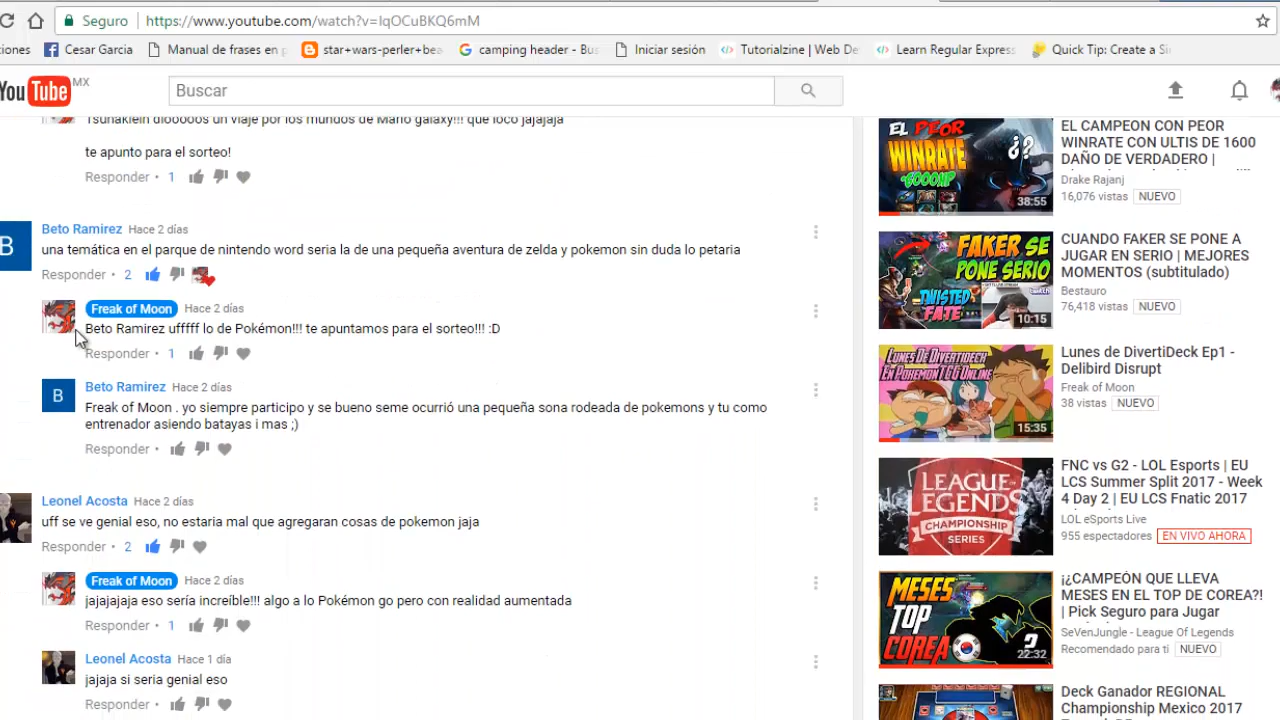 Seguro https://www.youtube.com/watch?v=IqOCuBKQ6mM
ciones Cesar Garcia Manual de frases en p star+wars-perler+bea camping header - Bus Iniciar sesión Tutorialzine | Web De Learn Regular Express Quick Tip: Create a Sin
YouTube MX
Buscar
Tsunaklein diooooos un viaje por los mundos de Mario galaxy!!! que loco jajajaja
te apunto para el sorteo!
Responder • 1
B
Beto Ramirez Hace 2 días
una temática en el parque de nintendo word seria la de una pequeña aventura de zelda y pokemon sin duda lo petaria
Responder • 2
Freak of Moon Hace 2 días
Beto Ramirez ufffff lo de Pokémon!!! te apuntamos para el sorteo!!! :D
Responder • 1
B
Beto Ramirez Hace 2 días
Freak of Moon . yo siempre participo y se bueno seme ocurrió una pequeña sona rodeada de pokemons y tu como
entrenador asiendo batayas i mas ;)
Responder •
Leonel Acosta Hace 2 días
uff se ve genial eso, no estaria mal que agregaran cosas de pokemon jaja
Responder • 2
Freak of Moon Hace 2 días
jajajajaja eso sería increible!!! algo a lo Pokémon go pero con realidad aumentada
Responder • 1
Leonel Acosta Hace 1 día
jajaja si seria genial eso
Responder •
EL PEOR
WINRATE
GOOOHP
¿?
38:55
EL CAMPEON CON PEOR
WINRATE CON ULTIS DE 1600
DAÑO DE VERDADERO |
Drake Rajanj
16,076 vistas NUEVO
FAKER SE
PONE SERIO
TWISTED
FATE
10:15
CUANDO FAKER SE PONE A
JUGAR EN SERIO | MEJORES
MOMENTOS (subtitulado)
Bestauro
76,418 vistas NUEVO
LUNES DE DIVERTIDECK
EN POKEMON TCG ONLINE
15:35
Lunes de DivertiDeck Ep1 -
Delibird Disrupt
Freak of Moon
38 vistas NUEVO
LEAGUE OF
LEGENDS
CHAMPIONSHIP
SERIES
FNC vs G2 - LOL Esports | EU
LCS Summer Split 2017 - Week
4 Day 2 | EU LCS Fnatic 2017
LOL eSports Live
955 espectadores EN VIVO AHORA
MESES
TOP
COREA
?
22:32
¡¿CAMPEÓN QUE LLEVA
MESES EN EL TOP DE COREA?!
| Pick Seguro para Jugar
SeVenJungle - League Of Legends
Recomendado para ti NUEVO
Deck Ganador REGIONAL
Championship Mexico 2017